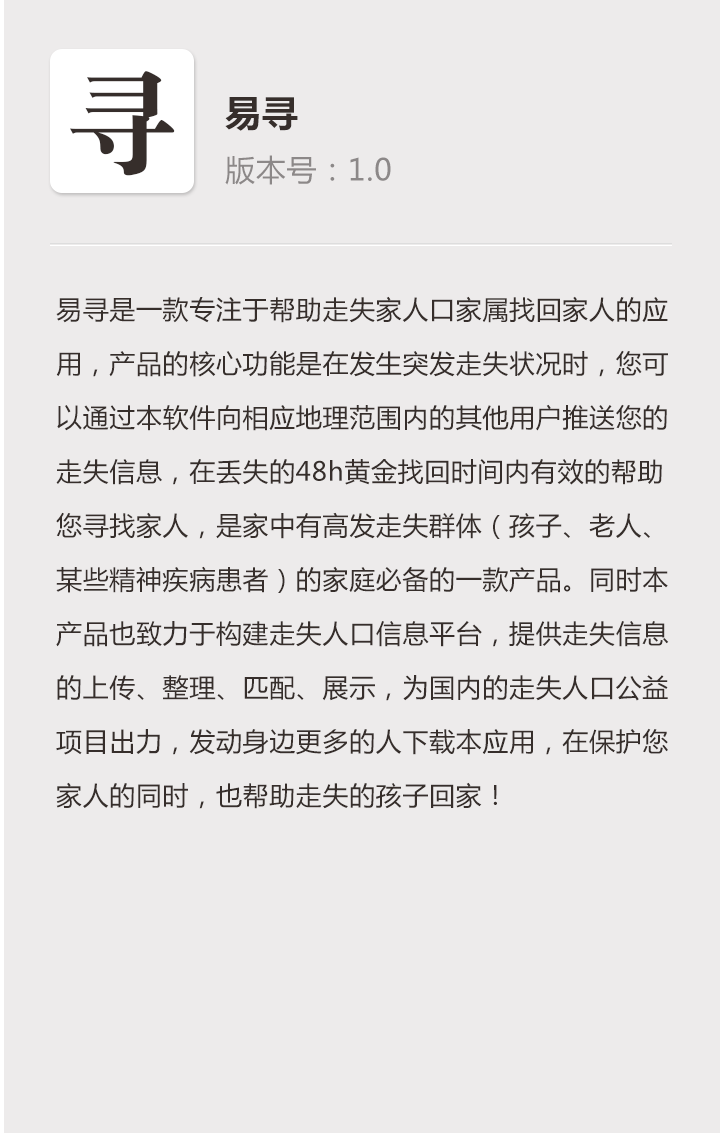 寻
易寻
版本号：1.0
易寻是一款专注于帮助走失家人口家属找回家人的应
用，产品的核心功能是在发生突发走失状况时，您可
以通过本软件向相应地理范围内的其他用户推送您的
走失信息，在丢失的48h黄金找回时间内有效的帮助
您寻找家人，是家中有高发走失群体（孩子、老人、
某些精神疾病患者）的家庭必备的一款产品。同时本
产品也致力于构建走失人口信息平台，提供走失信息
的上传、整理、匹配、展示，为国内的走失人口公益
项目出力，发动身边更多的人下载本应用，在保护您
家人的同时，也帮助走失的孩子回家！